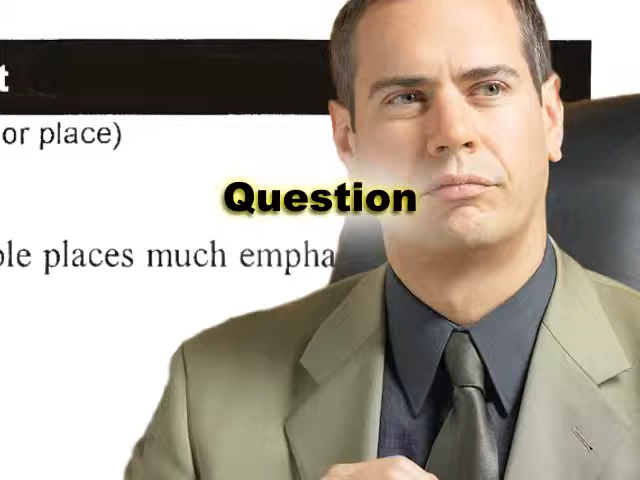 t
or place)
Question
ple places much empha